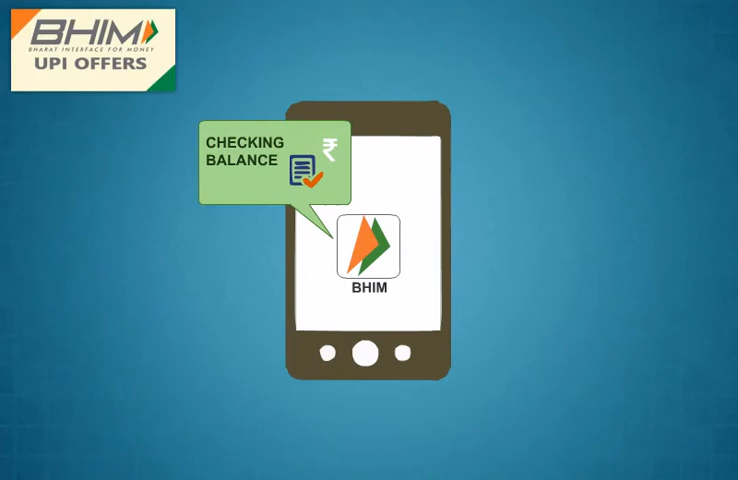 BHIM
BHARAT INTERFACE FOR MONEY
UPI OFFERS
CHECKING
BALANCE
₹
BHIM